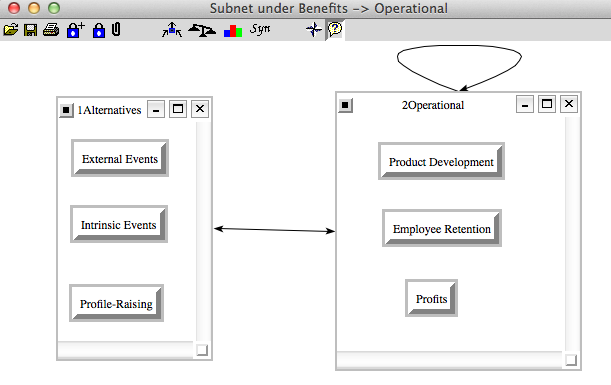 Subnet under Benefits -> Operational
Syn
1Alternatives
External Events
Intrinsic Events
Profile-Raising
2Operational
Product Development
Employee Retention
Profits